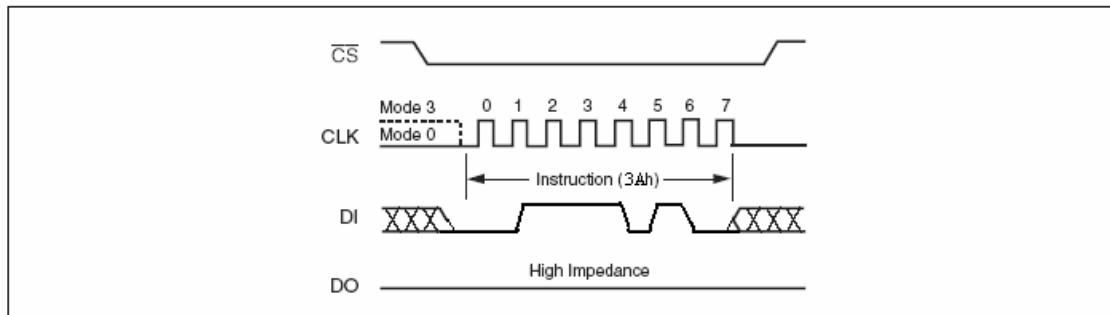 CS
Mode 3
0 1 2 3 4 5 6 7
CLK
Mode 0
Instruction (3Ah)
DI
High Impedance
DO